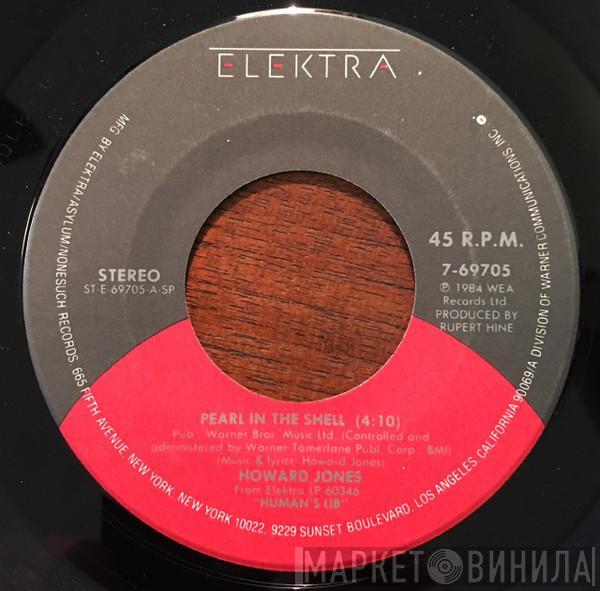 ELEKTRA
45 R.P.M.
7-69705
℗ 1984 WEA
Records Ltd.
PRODUCED BY
RUPERT HINE
STEREO
ST-E-69705-A-SP
PEARL IN THE SHELL (4:10)
Pub. Warner Bros. Music Ltd. (Controlled and
administered by Warner-Tamerlane Publ. Corp. BMI)
(Music & lyrics: Howard Jones)
HOWARD JONES
From Elektra LP 60346
"HUMAN'S LIB"
MFG. BY ELEKTRA/ASYLUM/NONESUCH RECORDS, 665 FIFTH AVENUE, NEW YORK, NEW YORK 10022, 9229 SUNSET BOULEVARD, LOS ANGELES, CALIFORNIA 90069/A DIVISION OF WARNER COMMUNICATIONS, INC.
МАРКЕТ ВИНИЛА